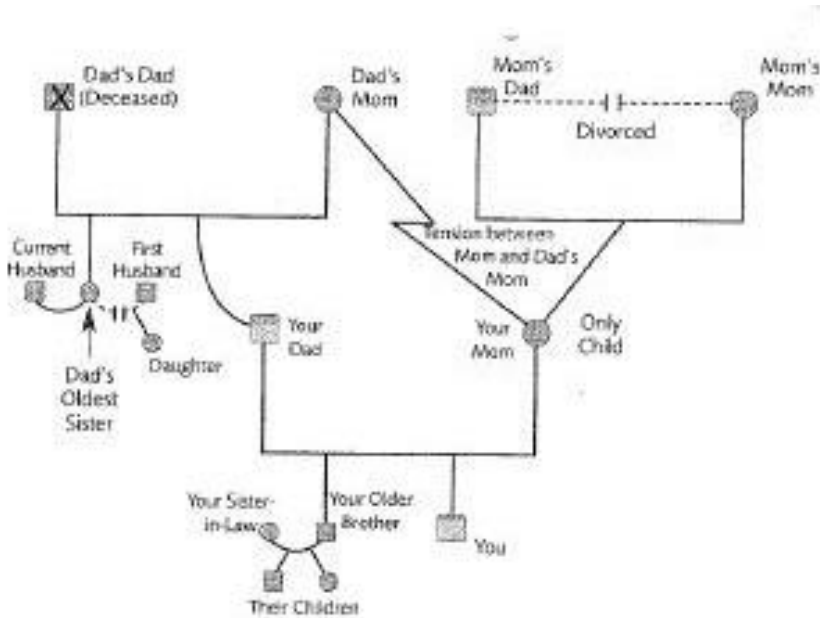 Dad's Dad
(Deceased)
Dad's
Mom
Mom's
Dad
Mom's
Mom
Divorced
Tension between
Mom and Dad's
Mom
Current
Husband
First
Husband
Your
Dad
Your
Mom
Only
Child
Daughter
Dad's
Oldest
Sister
Your Sister-
in-Law
Your Older
Brother
You
Their Children